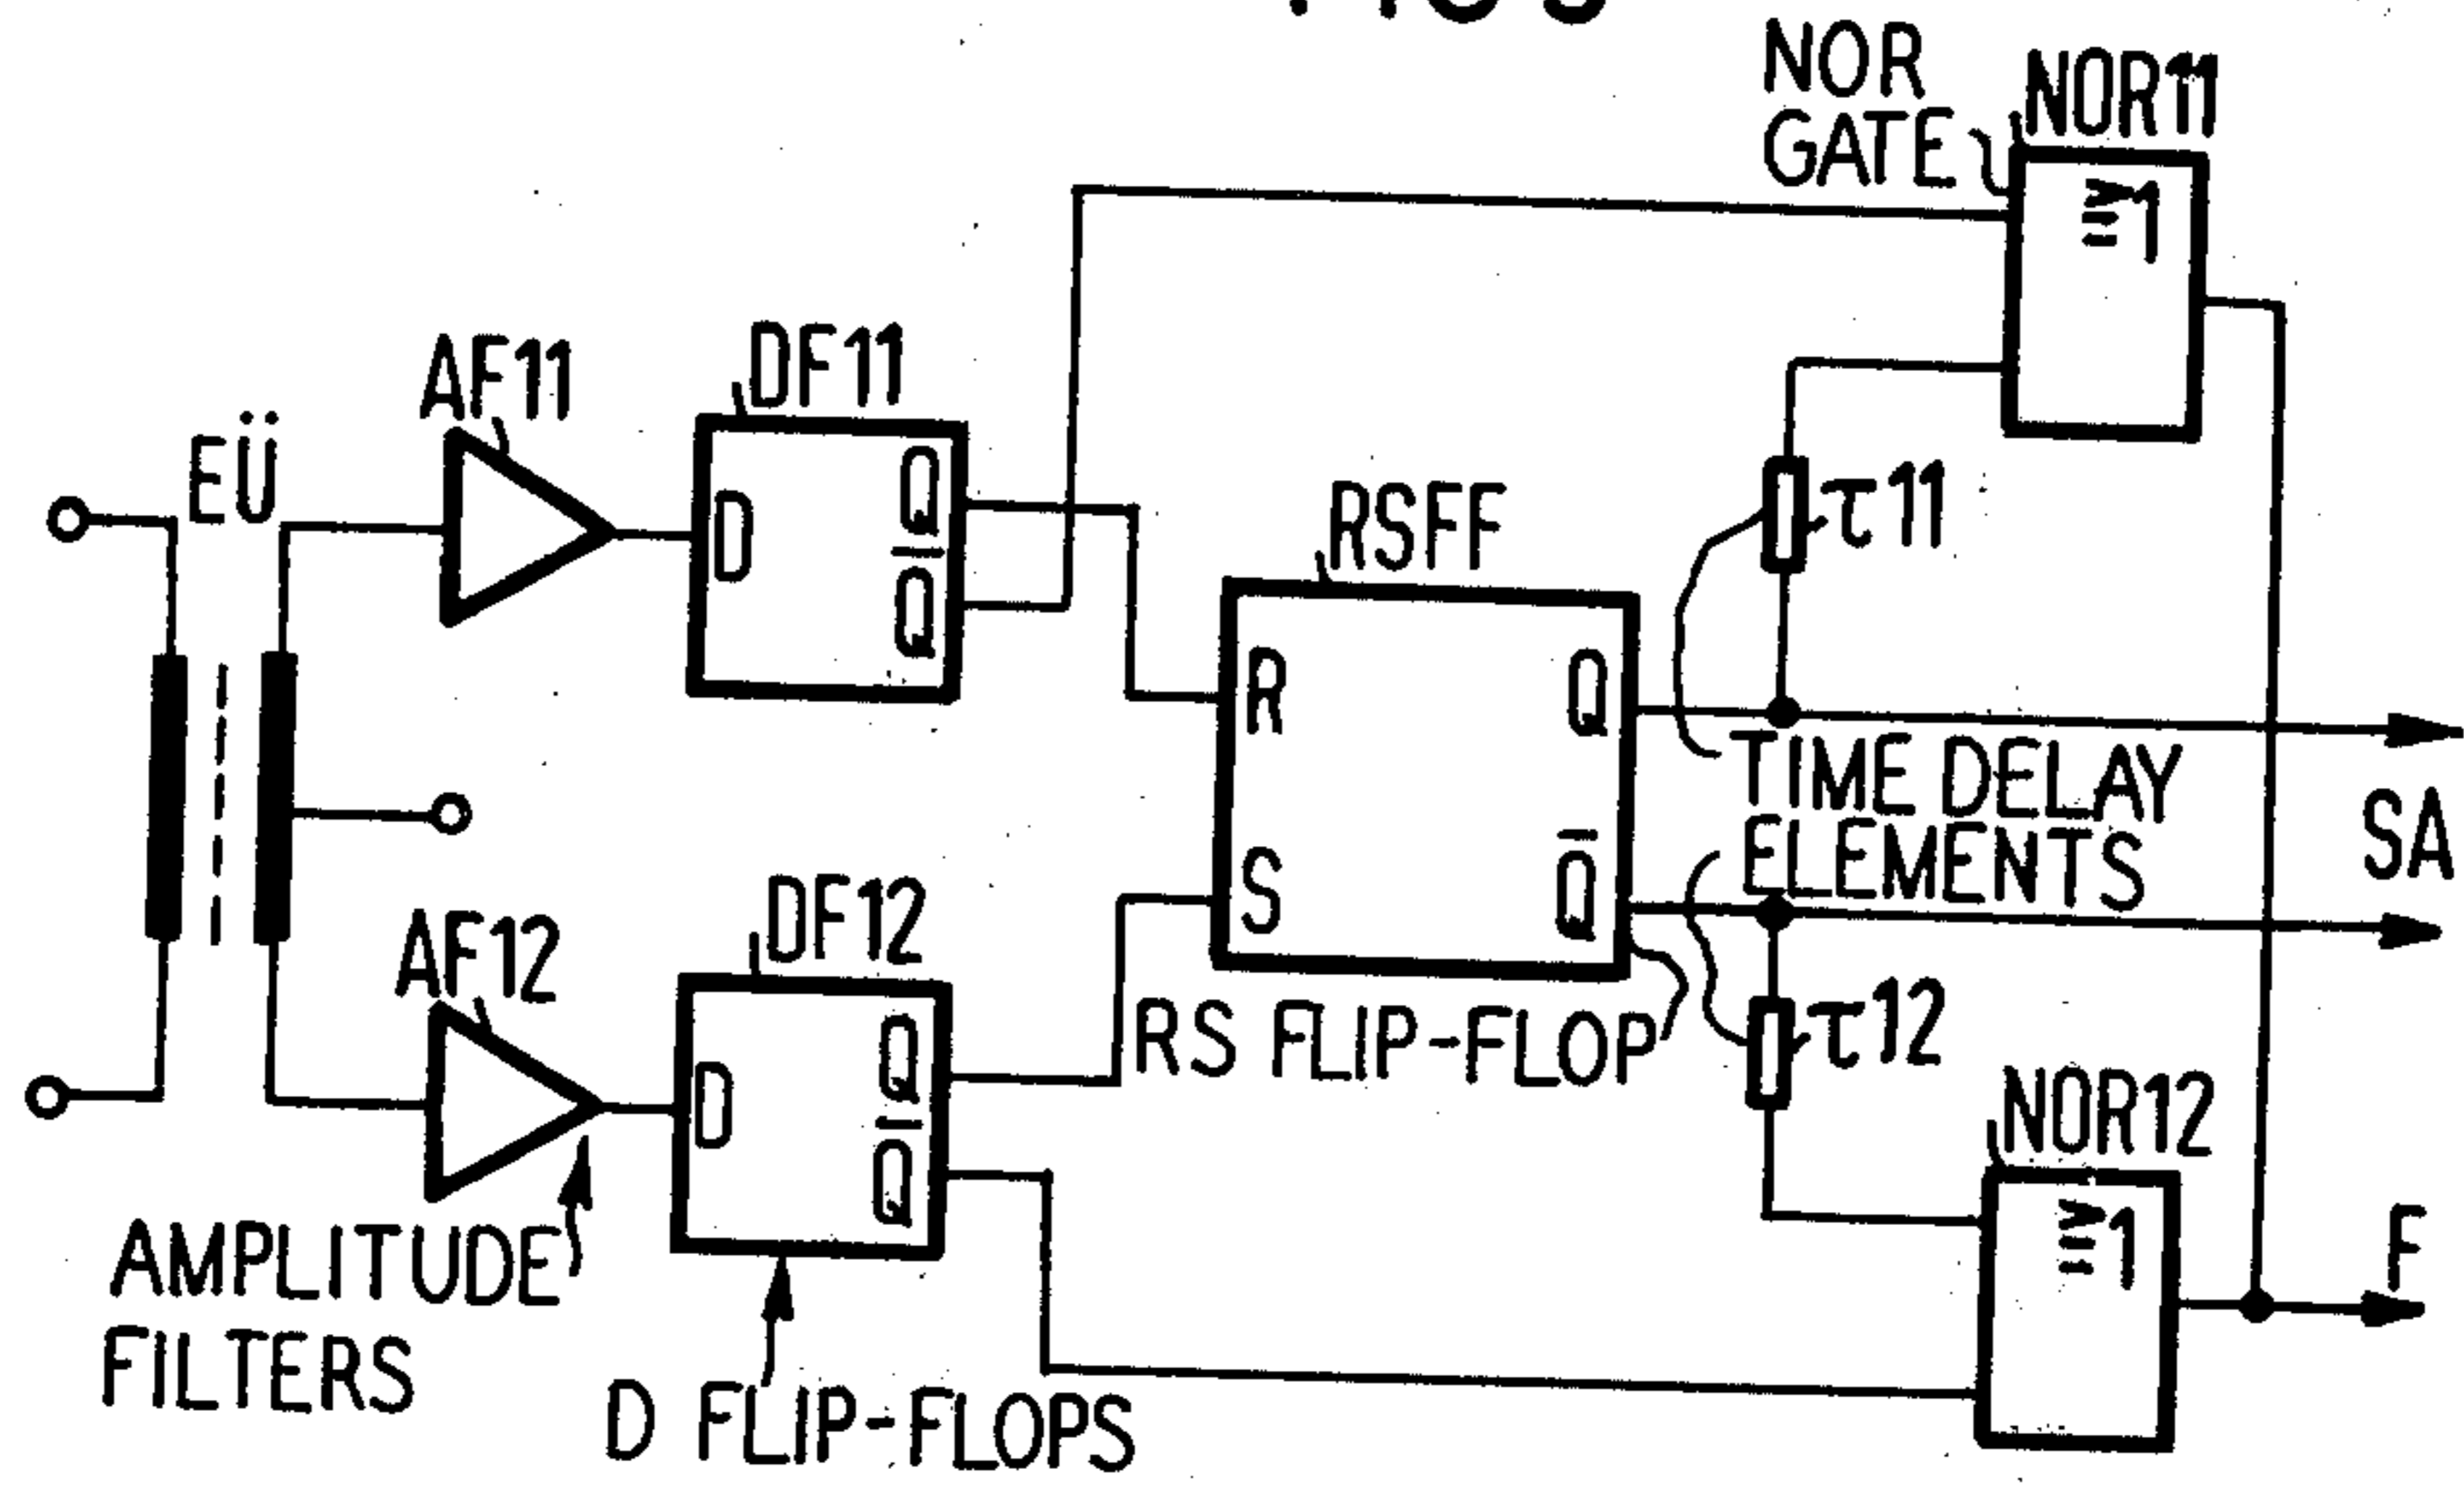 NOR
GATE
NOR11
≥1
AF11
DF11
EÜ
D
Q
Q̅
RSFF
τ11
R
Q
S
Q̅
TIME DELAY
ELEMENTS
SA
AF12
DF12
D
Q
Q̅
RS FLIP-FLOP
τ12
NOR12
≥1
F
AMPLITUDE
FILTERS
D FLIP-FLOPS